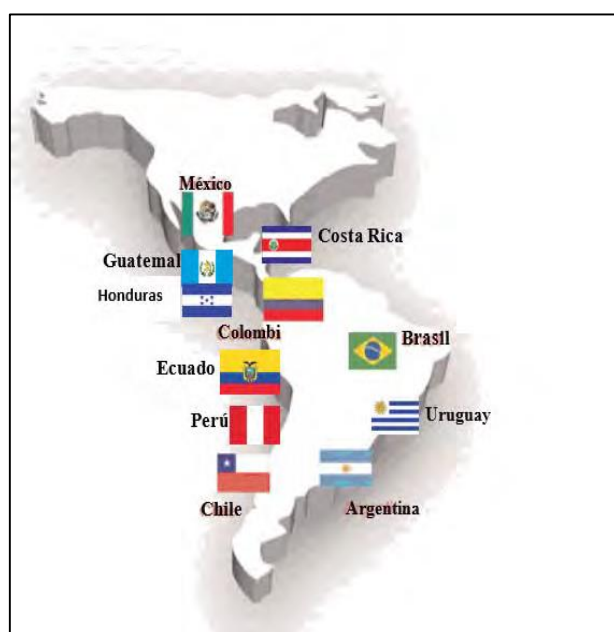 México
Costa Rica
Guatemal
Honduras
Colombi
Brasil
Ecuado
Perú
Uruguay
Chile
Argentina